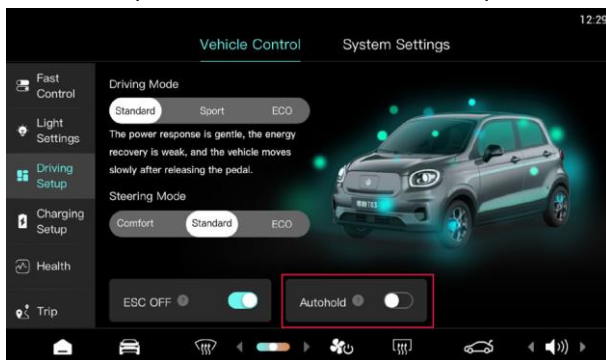 12:29
Vehicle Control
System Settings
Fast
Control
Light
Settings
Driving
Setup
Charging
Setup
Health
Trip
Driving Mode
Standard Sport ECO
The power response is gentle, the energy
recovery is weak, and the vehicle moves
slowly after releasing the pedal.
Steering Mode
Comfort Standard ECO
ESC OFF ?
Autohold ?